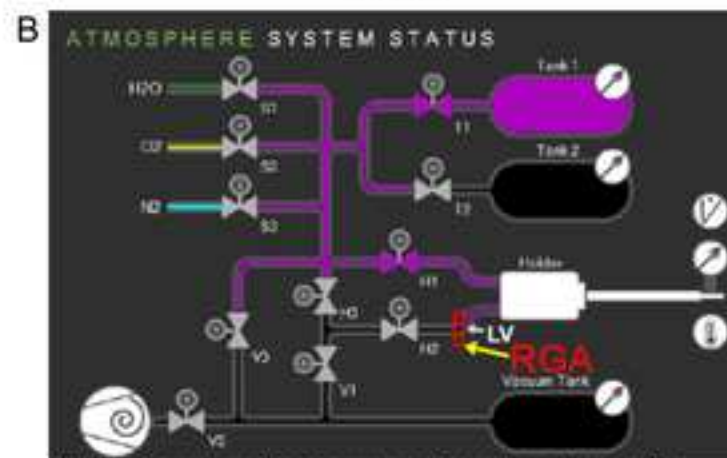 B
ATMOSPHERE SYSTEM STATUS
Tank 1
H2O
S1
T1
O2
S2
Tank 2
N2
S3
T2
Holder
H1
H3
LV
H2
RGA
V3
V1
Vacuum Tank
V2